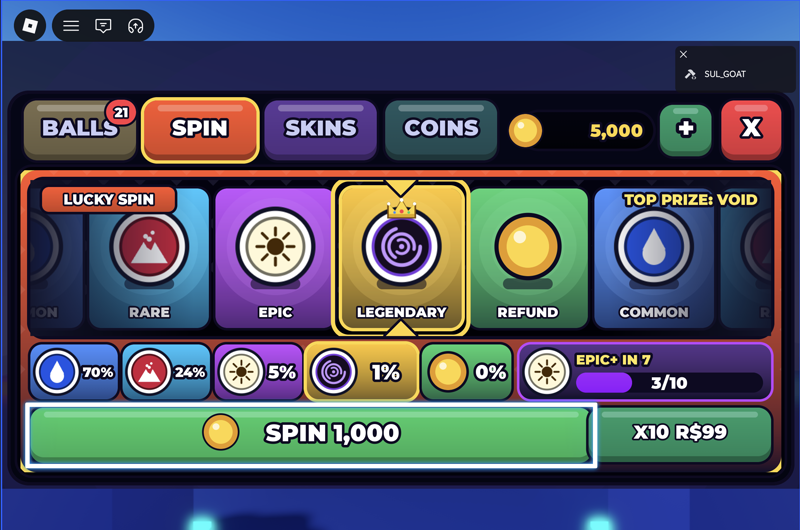 SUL_GOAT
BALLS
21
SPIN
SKINS
COINS
5,000
+
X
LUCKY SPIN
TOP PRIZE: VOID
RARE
EPIC
LEGENDARY
REFUND
COMMON
70%
24%
5%
1%
0%
EPIC+ IN 7
3/10
SPIN 1,000
X10 R$99